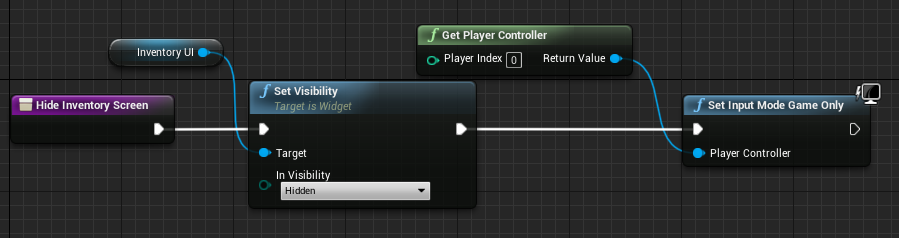 Inventory UI
Get Player Controller
Player Index 0 Return Value
Hide Inventory Screen
Set Visibility
Target is Widget
Target
In Visibility
Hidden
Set Input Mode Game Only
Player Controller